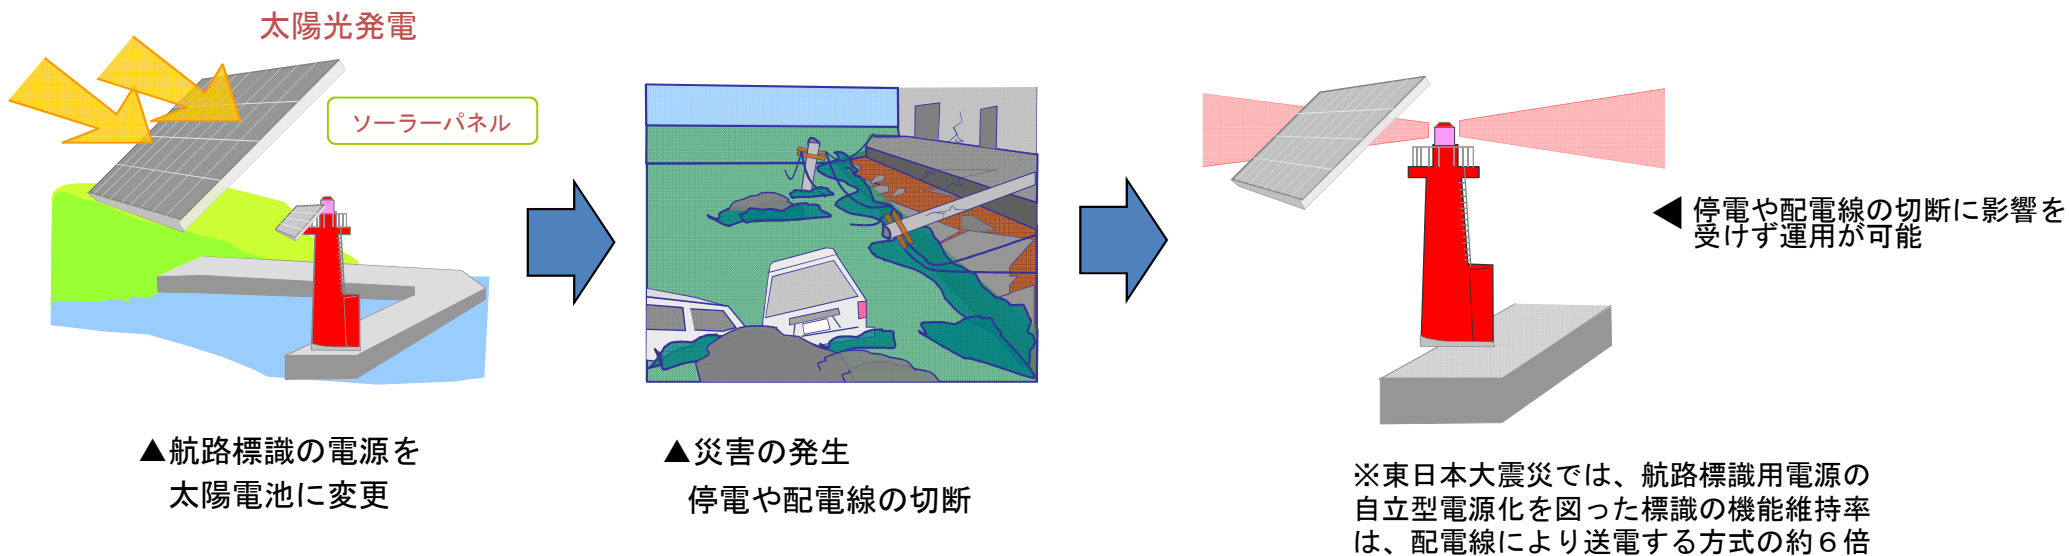 太陽光発電
ソーラーパネル
▲航路標識の電源を
太陽電池に変更
▲災害の発生
停電や配電線の切断
◀停電や配電線の切断に影響を
受けず運用が可能
※東日本大震災では、航路標識用電源の
自立型電源化を図った標識の機能維持率
は、配電線により送電する方式の約６倍